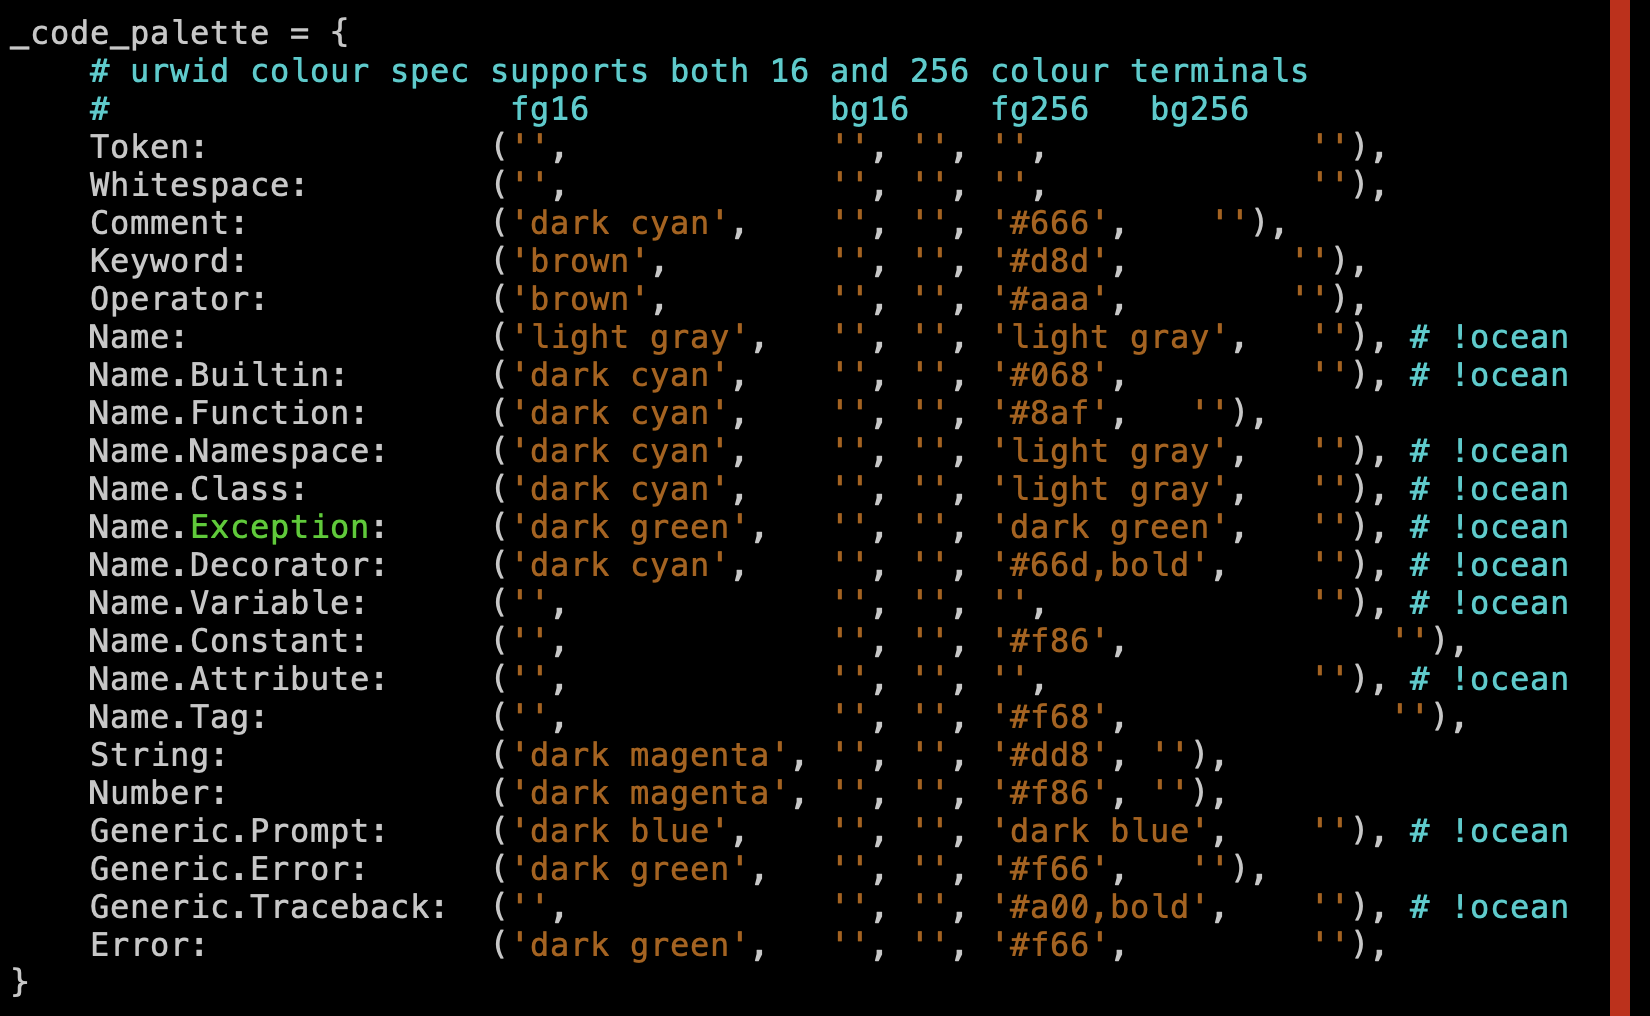 _code_palette = {
    # urwid colour spec supports both 16 and 256 colour terminals
    #                    fg16            bg16    fg256   bg256
    Token:              ('',             '', '', '',             ''),
    Whitespace:         ('',             '', '', '',             ''),
    Comment:            ('dark cyan',    '', '', '#666',    ''),
    Keyword:            ('brown',        '', '', '#d8d',        ''),
    Operator:           ('brown',        '', '', '#aaa',        ''),
    Name:               ('light gray',   '', '', 'light gray',   ''), # !ocean
    Name.Builtin:       ('dark cyan',    '', '', '#068',         ''), # !ocean
    Name.Function:      ('dark cyan',    '', '', '#8af',   ''),
    Name.Namespace:     ('dark cyan',    '', '', 'light gray',   ''), # !ocean
    Name.Class:         ('dark cyan',    '', '', 'light gray',   ''), # !ocean
    Name.Exception:     ('dark green',   '', '', 'dark green',   ''), # !ocean
    Name.Decorator:     ('dark cyan',    '', '', '#66d,bold',    ''), # !ocean
    Name.Variable:      ('',             '', '', '',             ''), # !ocean
    Name.Constant:      ('',             '', '', '#f86',             ''),
    Name.Attribute:     ('',             '', '', '',             ''), # !ocean
    Name.Tag:           ('',             '', '', '#f68',             ''),
    String:             ('dark magenta', '', '', '#dd8', ''),
    Number:             ('dark magenta', '', '', '#f86', ''),
    Generic.Prompt:     ('dark blue',    '', '', 'dark blue',    ''), # !ocean
    Generic.Error:      ('dark green',   '', '', '#f66',   ''),
    Generic.Traceback:  ('',             '', '', '#a00,bold',    ''), # !ocean
    Error:              ('dark green',   '', '', '#f66',         ''),
}